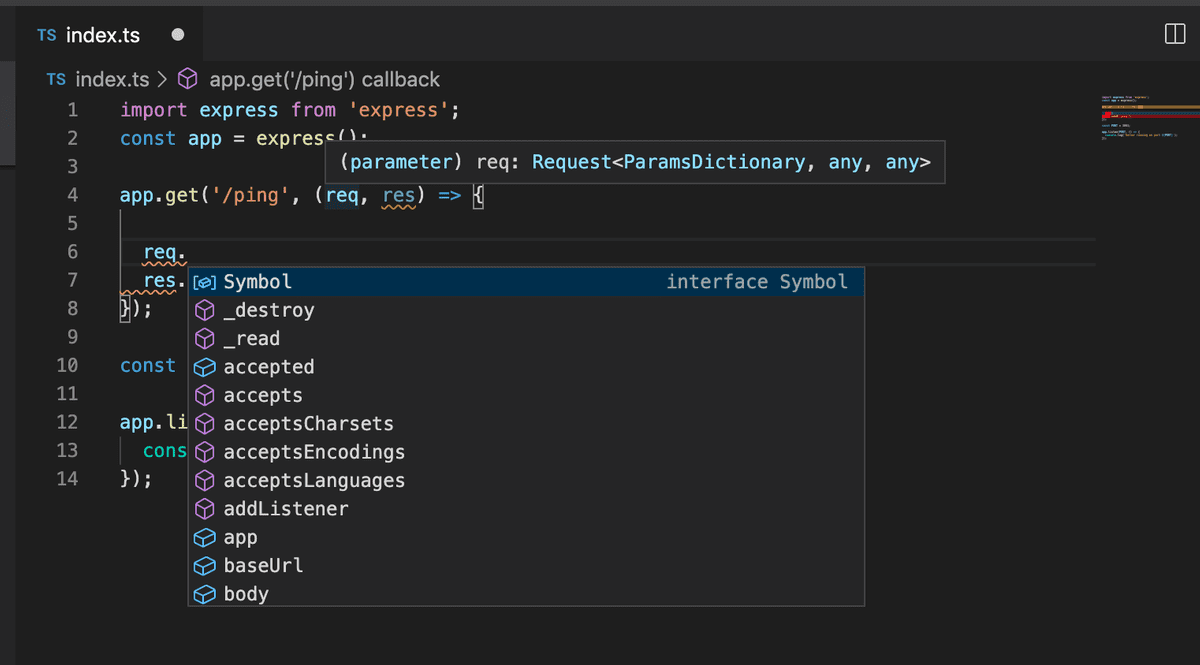 TS index.ts
TS index.ts > app.get('/ping') callback
1 import express from 'express';
2 const app = express();
(parameter) req: Request<ParamsDictionary, any, any>
3
4 app.get('/ping', (req, res) => {
5
6 req.
7 res.
[@] Symbol interface Symbol
8 });
_destroy
9
_read
10 const
accepted
11
accepts
12 app.li
acceptsCharsets
13 cons
acceptsEncodings
14 });
acceptsLanguages
addListener
app
baseUrl
body